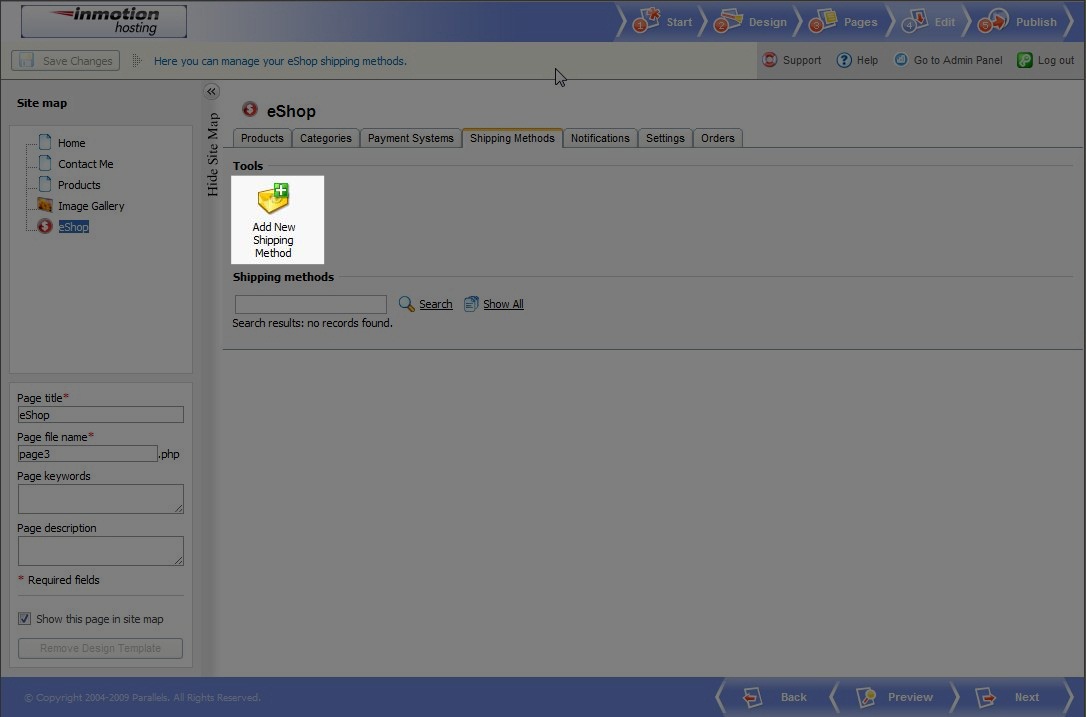 inmotion
hosting
1 Start
2 Design
3 Pages
4 Edit
5 Publish
Save Changes
Here you can manage your eShop shipping methods.
Support
Help
Go to Admin Panel
Log out
Site map
Home
Contact Me
Products
Image Gallery
eShop
Hide Site Map
eShop
Products
Categories
Payment Systems
Shipping Methods
Notifications
Settings
Orders
Tools
Add New
Shipping
Method
Shipping methods
Search
Show All
Search results: no records found.
Page title*
eShop
Page file name*
page3 .php
Page keywords
Page description
* Required fields
Show this page in site map
Remove Design Template
© Copyright 2004-2009 Parallels. All Rights Reserved.
Back
Preview
Next